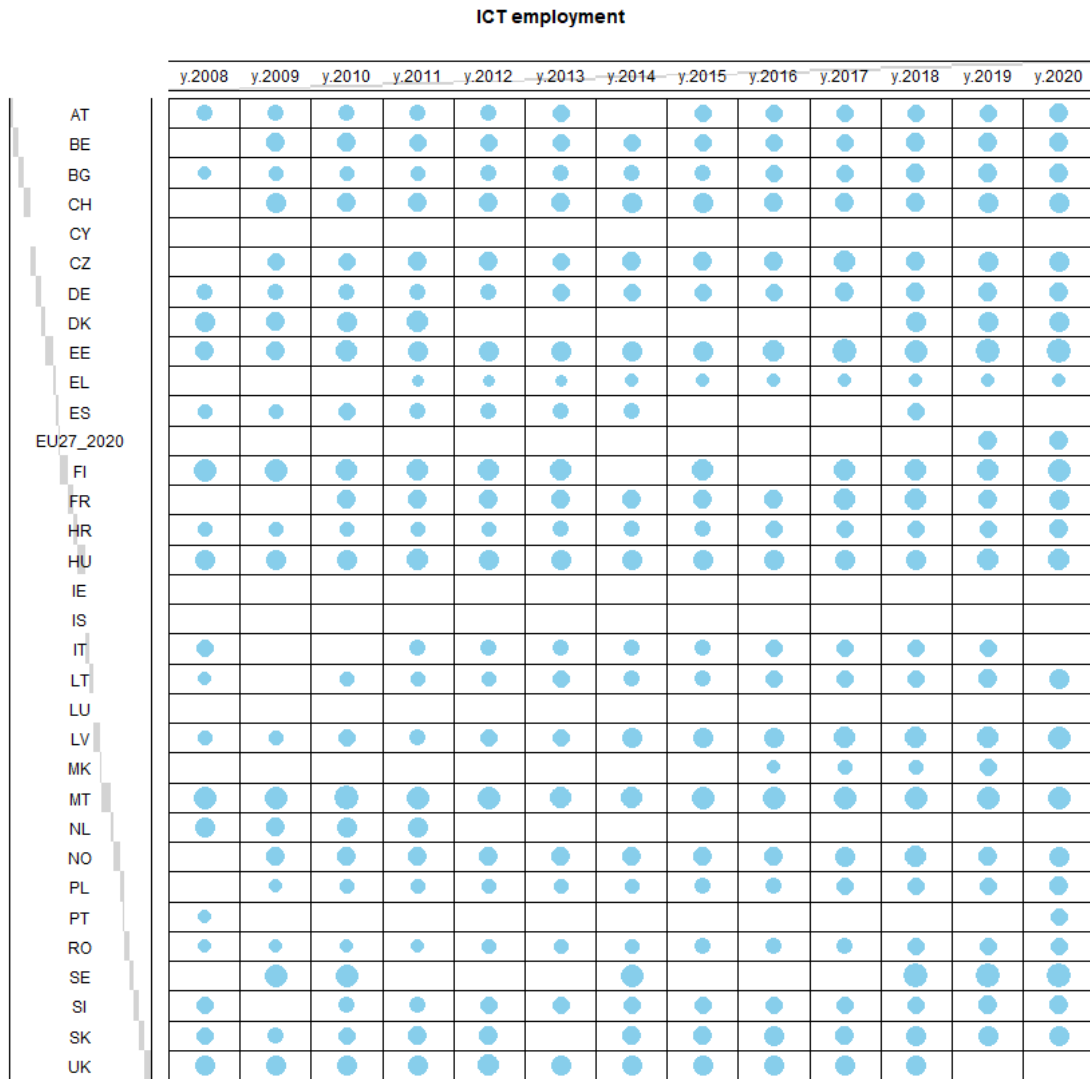 ICT employment
y.2008 y.2009 y.2010 y.2011 y.2012 y.2013 y.2014 y.2015 y.2016 y.2017 y.2018 y.2019 y.2020
AT
BE
BG
CH
CY
CZ
DE
DK
EE
EL
ES
EU27_2020
FI
FR
HR
HU
IE
IS
IT
LT
LU
LV
MK
MT
NL
NO
PL
PT
RO
SE
SI
SK
UK